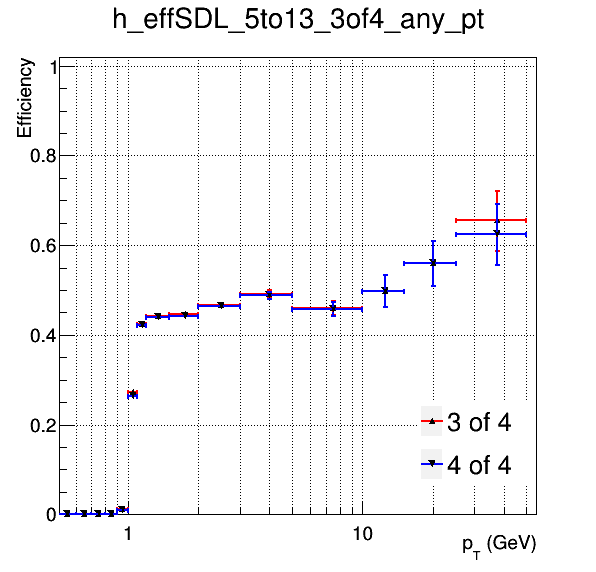 h_effSDL_5to13_3of4_any_pt
Efficiency
1
0.8
0.6
0.4
0.2
0
3 of 4
4 of 4
1
10
p_T (GeV)